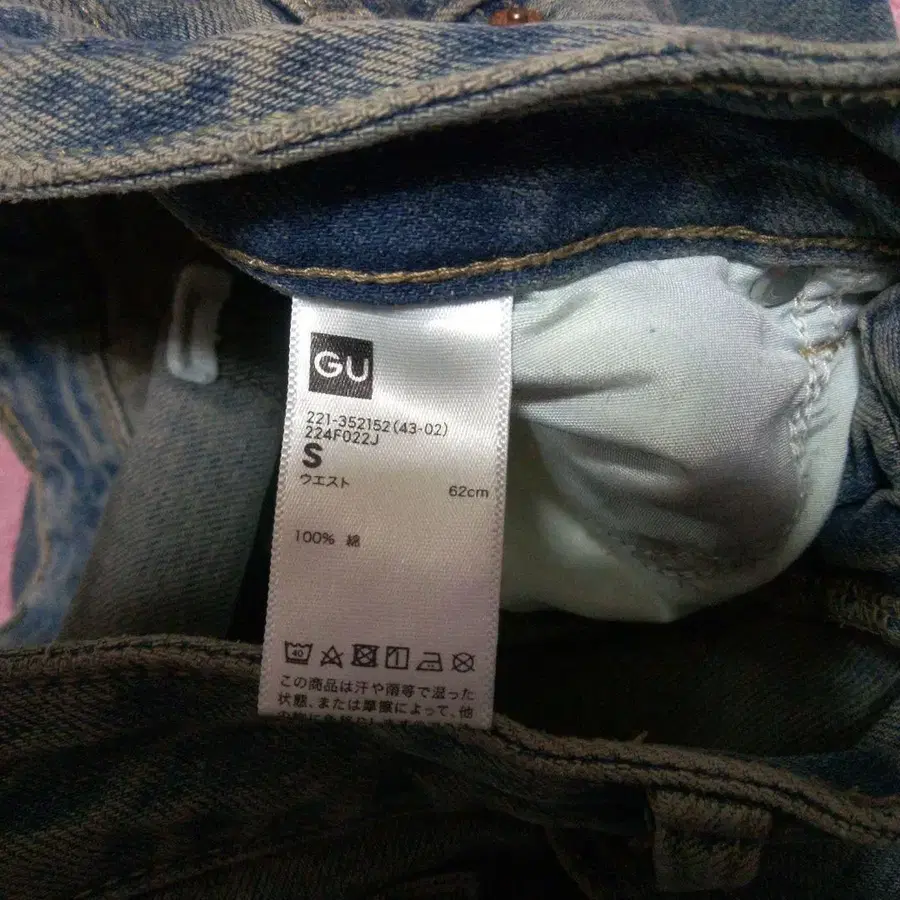 GU
221-352152(43-02)
224F022J
S
ウエスト 62cm
100% 綿
40
この商品は汗や雨等で湿った
状態、または摩擦によって、他